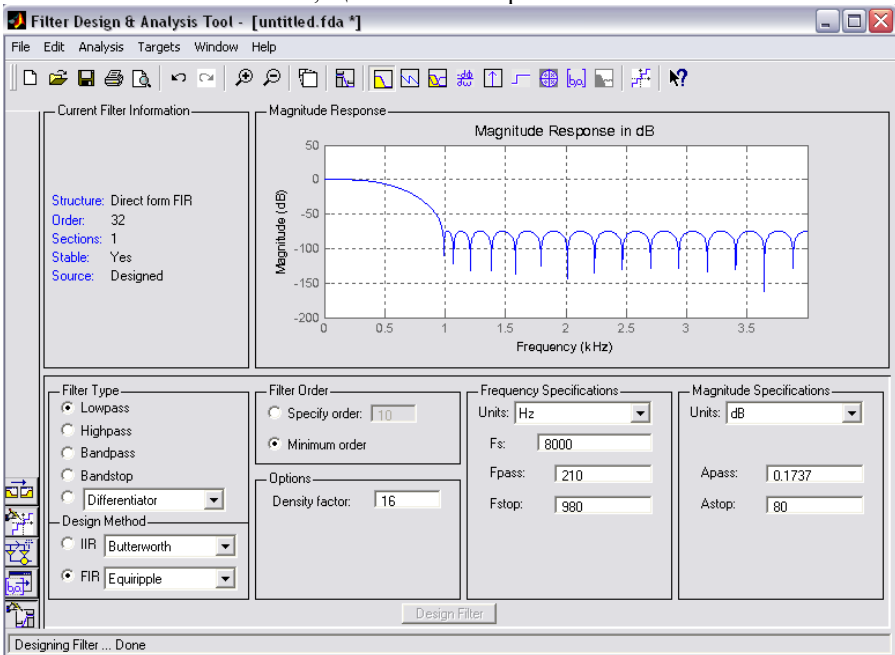 Filter Design & Analysis Tool - [untitled.fda *]
File Edit Analysis Targets Window Help
Current Filter Information
Structure: Direct form FIR
Order: 32
Sections: 1
Stable: Yes
Source: Designed
Magnitude Response
Magnitude Response in dB
Magnitude (dB)
50
0
-50
-100
-150
-200
0 0.5 1 1.5 2 2.5 3 3.5
Frequency (kHz)
Filter Type
Lowpass
Highpass
Bandpass
Bandstop
Differentiator
Design Method
IIR Butterworth
FIR Equiripple
Filter Order
Specify order: 10
Minimum order
Options
Density factor: 16
Frequency Specifications
Units: Hz
Fs: 8000
Fpass: 210
Fstop: 980
Magnitude Specifications
Units: dB
Apass: 0.1737
Astop: 80
Design Filter
Designing Filter ... Done